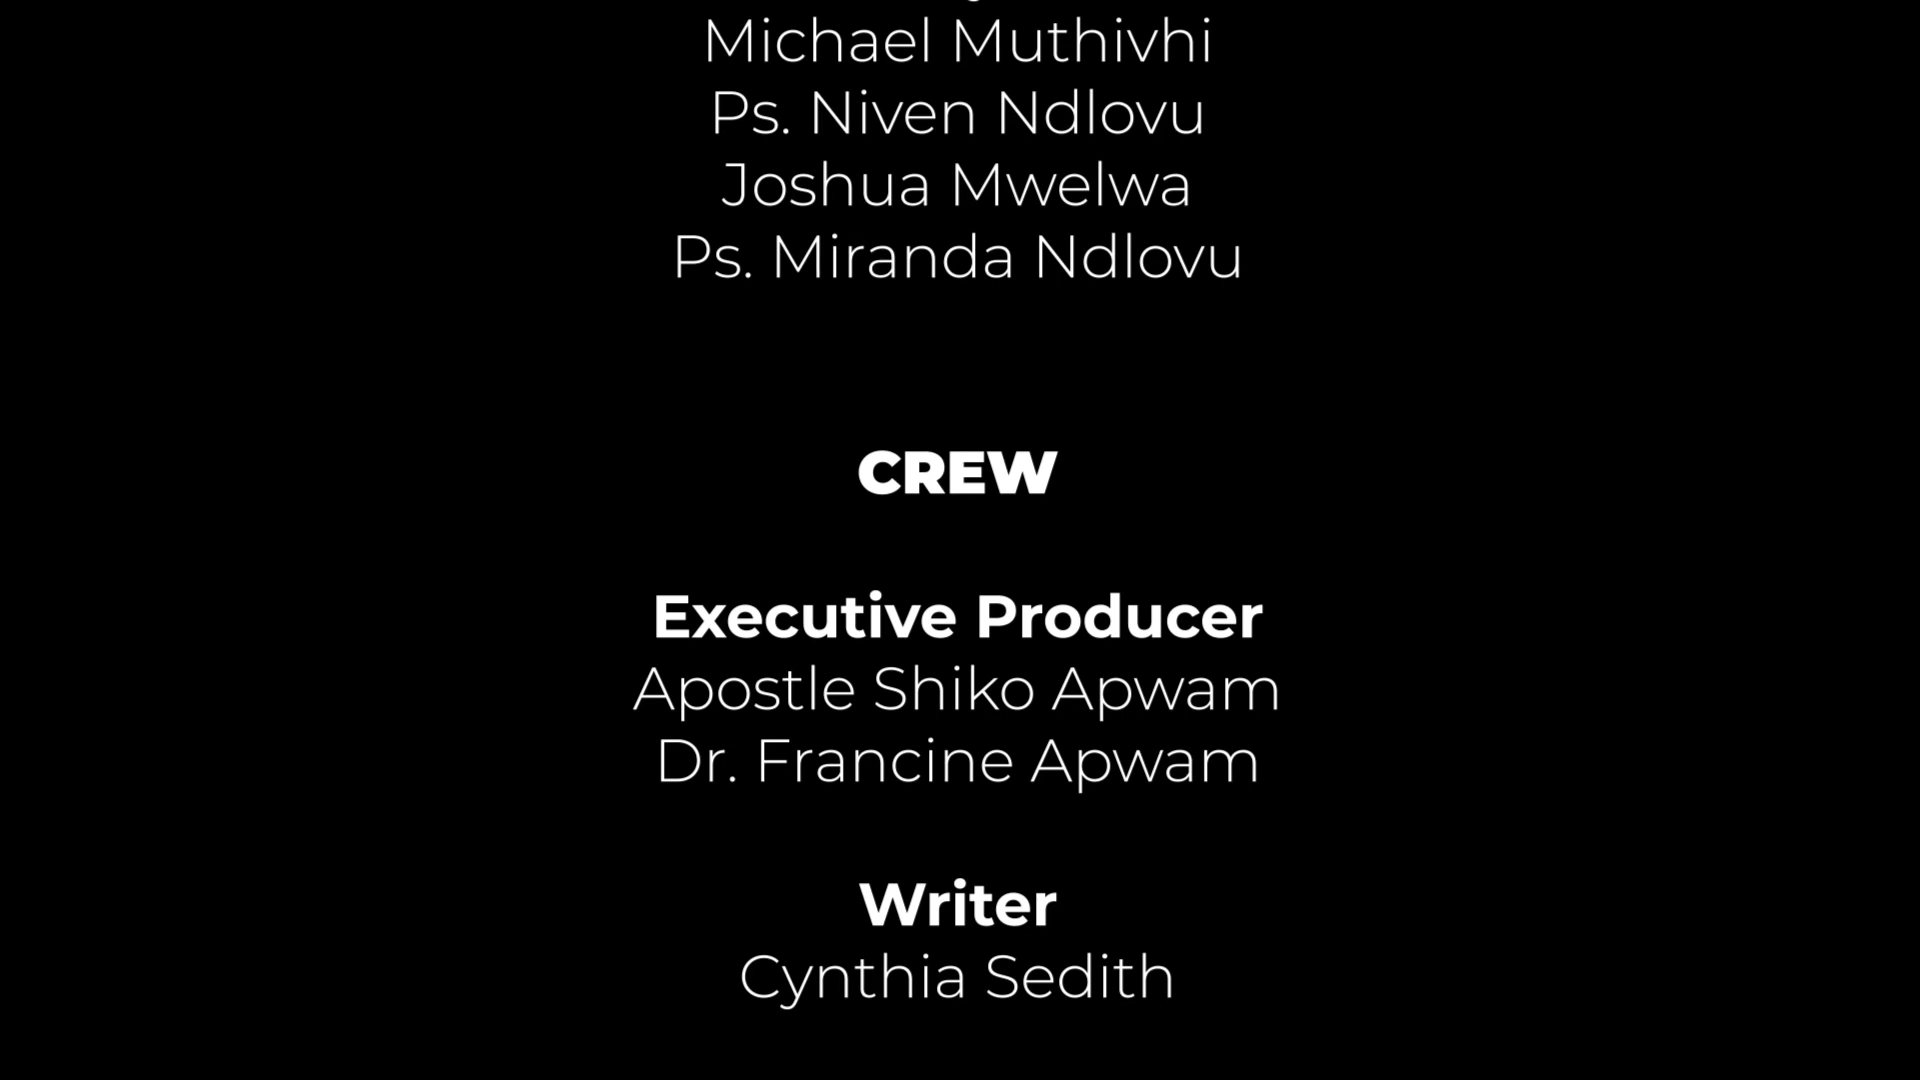 Michael Muthivhi
Ps. Niven Ndlovu
Joshua Mwelwa
Ps. Miranda Ndlovu
CREW
Executive Producer
Apostle Shiko Apwam
Dr. Francine Apwam
Writer
Cynthia Sedith